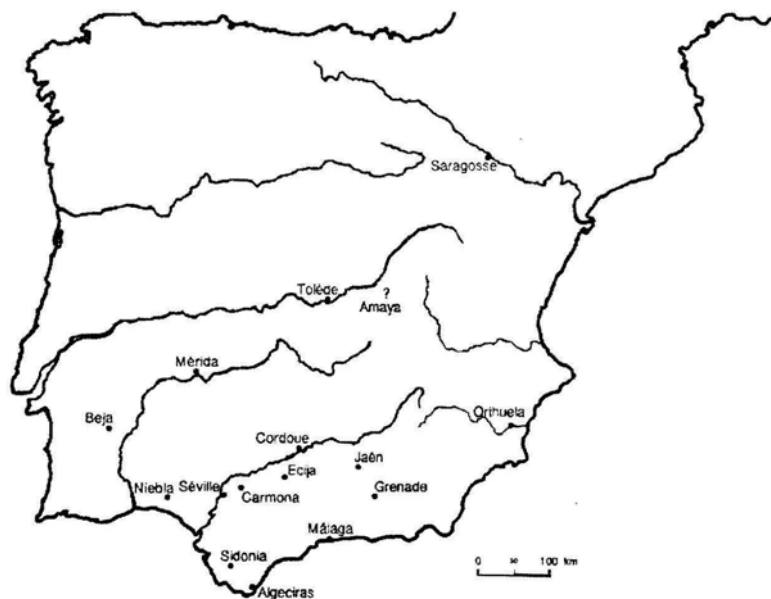 Saragosse
Tolède
?
Amaya
Mérida
Orihuela
Beja
Cordoue
Jaén
Ecija
Niebla
Séville
Carmona
Grenade
Málaga
Sidonia
Algeciras
0 50 100 km